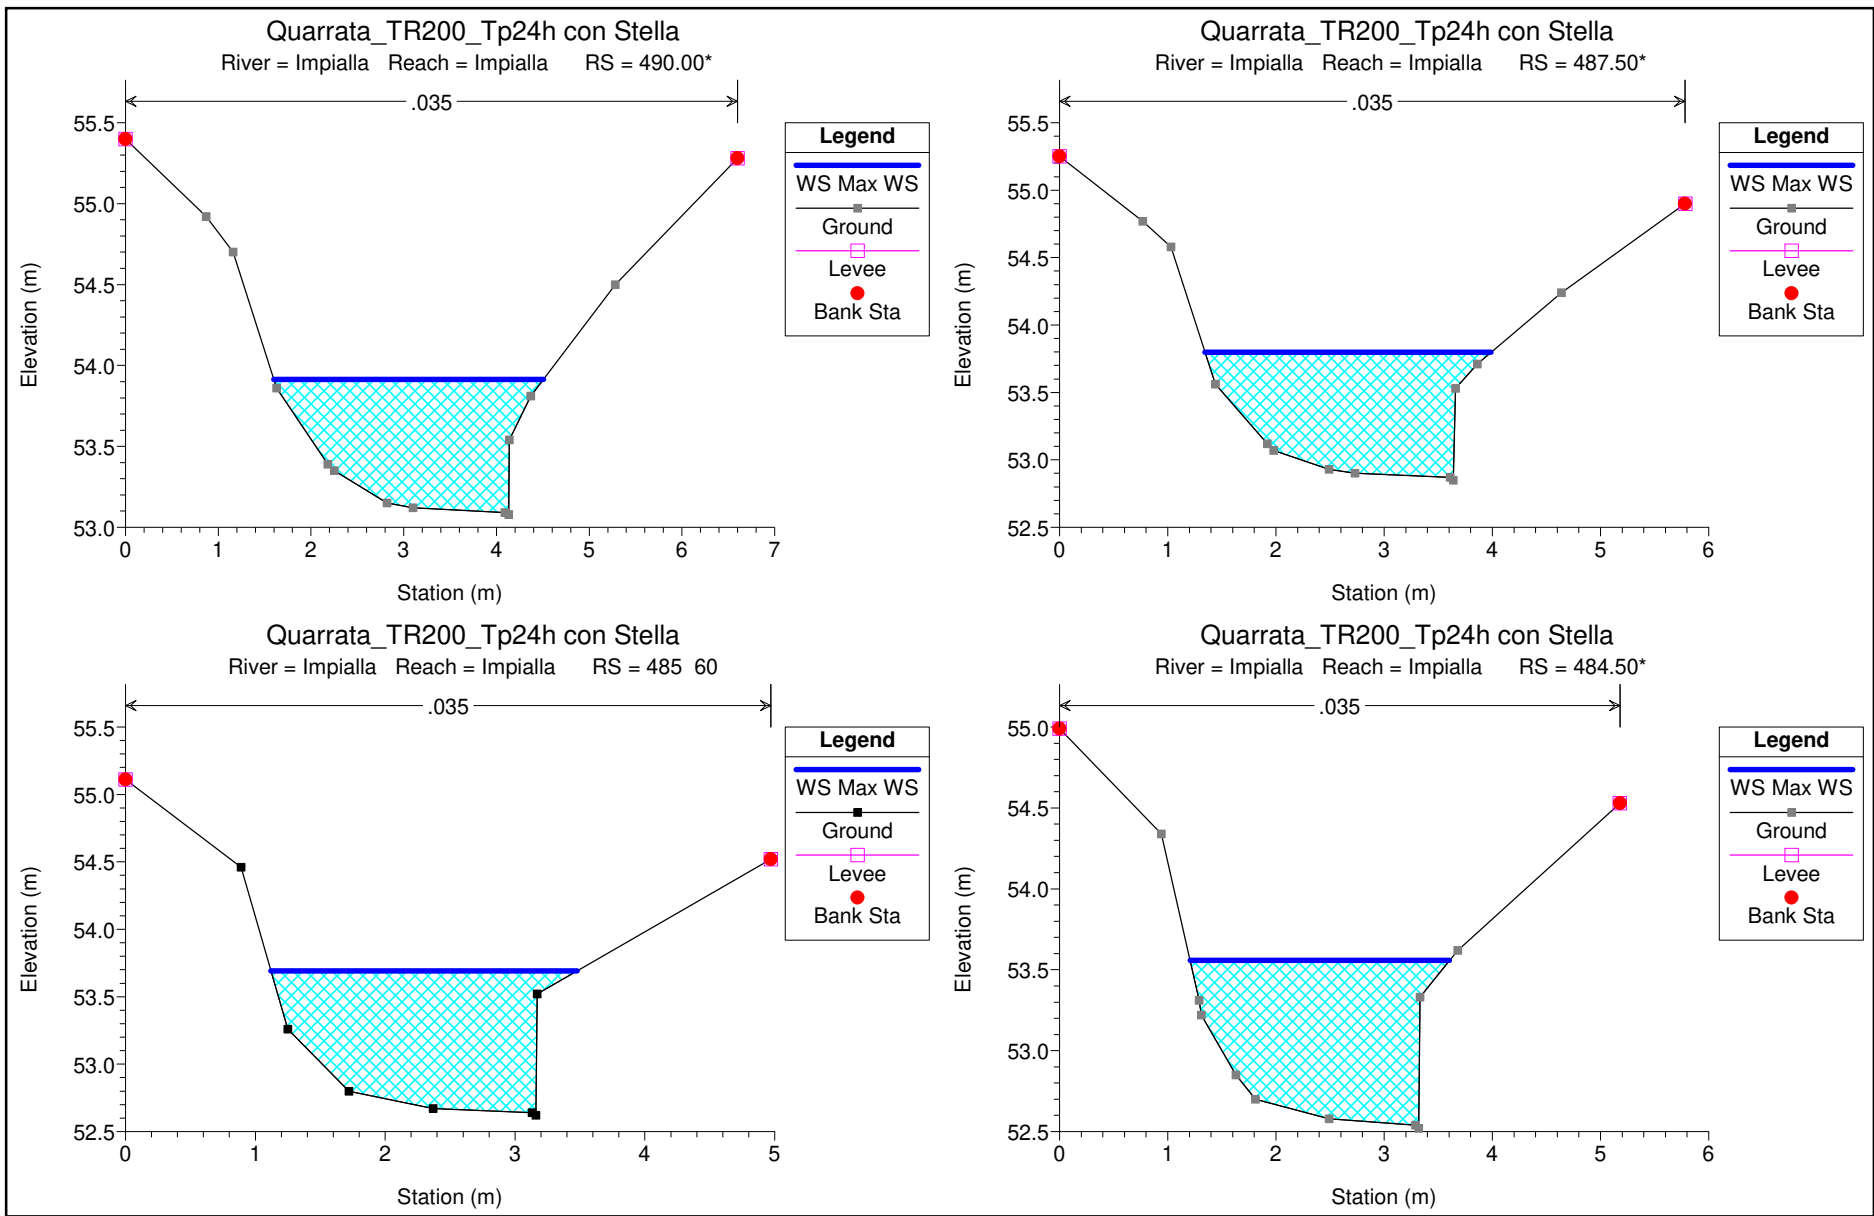 Quarrata_TR200_Tp24h con Stella
River = Impialla Reach = Impialla RS = 490.00*
.035
55.5
55.0
54.5
54.0
53.5
53.0
0 1 2 3 4 5 6 7
Station (m)
Elevation (m)
Legend
WS Max WS
Ground
Levee
Bank Sta
Quarrata_TR200_Tp24h con Stella
River = Impialla Reach = Impialla RS = 487.50*
.035
55.5
55.0
54.5
54.0
53.5
53.0
52.5
0 1 2 3 4 5 6
Station (m)
Elevation (m)
Legend
WS Max WS
Ground
Levee
Bank Sta
Quarrata_TR200_Tp24h con Stella
River = Impialla Reach = Impialla RS = 485 60
.035
55.5
55.0
54.5
54.0
53.5
53.0
52.5
0 1 2 3 4 5
Station (m)
Elevation (m)
Legend
WS Max WS
Ground
Levee
Bank Sta
Quarrata_TR200_Tp24h con Stella
River = Impialla Reach = Impialla RS = 484.50*
.035
55.0
54.5
54.0
53.5
53.0
52.5
0 1 2 3 4 5 6
Station (m)
Elevation (m)
Legend
WS Max WS
Ground
Levee
Bank Sta